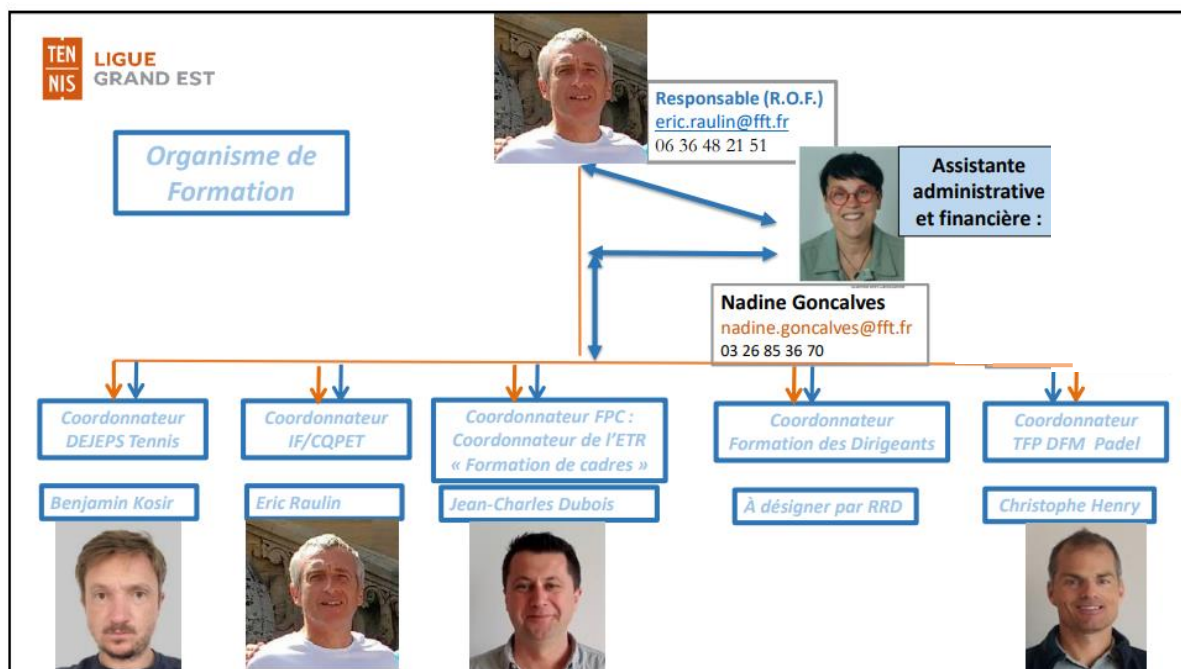 TEN
NIS
LIGUE
GRAND EST
Organisme de
Formation
Responsable (R.O.F.)
eric.raulin@fft.fr
06 36 48 21 51
Assistante
administrative
et financière :
Nadine Goncalves
nadine.goncalves@fft.fr
03 26 85 36 70
Coordonnateur
DEJEPS Tennis
Coordonnateur
IF/CQPET
Coordonnateur FPC :
Coordonnateur de l’ETR
« Formation de cadres »
Coordonnateur
Formation des Dirigeants
Coordonnateur
TFP DFM Padel
Benjamin Kosir
Eric Raulin
Jean-Charles Dubois
À désigner par RRD
Christophe Henry